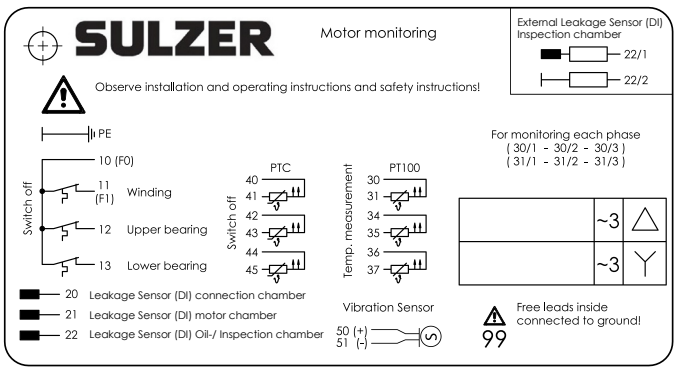 SULZER
Motor monitoring
External Leakage Sensor (DI)
Inspection chamber
22/1
22/2
Observe installation and operating instructions and safety instructions!
PE
For monitoring each phase
( 30/1 - 30/2 - 30/3 )
( 31/1 - 31/2 - 31/3 )
Switch off
10 (F0)
11
(F1)
Winding
12 Upper bearing
13 Lower bearing
Switch off
PTC
40
41
42
43
44
45
Temp. measurement
PT100
30
31
34
35
36
37
~3
~3
20 Leakage Sensor (DI) connection chamber
21 Leakage Sensor (DI) motor chamber
22 Leakage Sensor (DI) Oil-/ Inspection chamber
Vibration Sensor
50 (+)
51 (-)
S
Free leads inside
connected to ground!
99